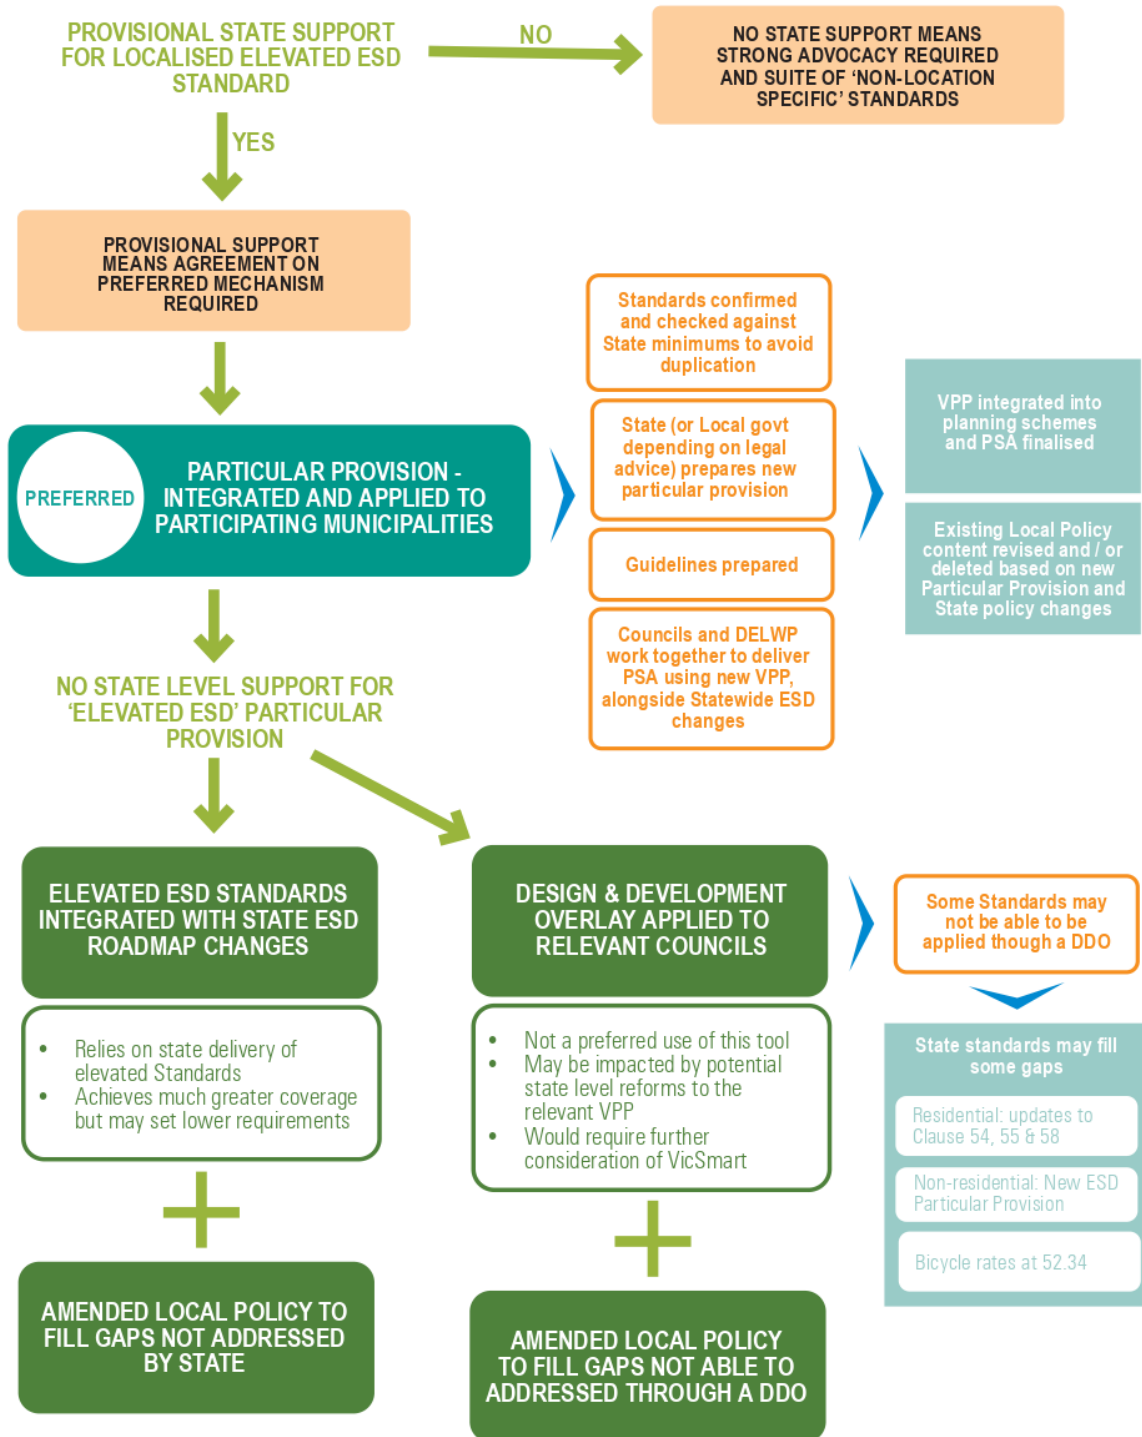 PROVISIONAL STATE SUPPORT
FOR LOCALISED ELEVATED ESD
STANDARD
NO
NO STATE SUPPORT MEANS
STRONG ADVOCACY REQUIRED
AND SUITE OF ‘NON-LOCATION
SPECIFIC’ STANDARDS
YES
PROVISIONAL SUPPORT
MEANS AGREEMENT ON
PREFERRED MECHANISM
REQUIRED
PREFERRED
PARTICULAR PROVISION -
INTEGRATED AND APPLIED TO
PARTICIPATING MUNICIPALITIES
Standards confirmed
and checked against
State minimums to avoid
duplication
State (or Local govt
depending on legal
advice) prepares new
particular provision
Guidelines prepared
Councils and DELWP
work together to deliver
PSA using new VPP,
alongside Statewide ESD
changes
VPP integrated into
planning schemes
and PSA finalised
Existing Local Policy
content revised and / or
deleted based on new
Particular Provision and
State policy changes
NO STATE LEVEL SUPPORT FOR
‘ELEVATED ESD’ PARTICULAR
PROVISION
ELEVATED ESD STANDARDS
INTEGRATED WITH STATE ESD
ROADMAP CHANGES
• Relies on state delivery of
elevated Standards
• Achieves much greater coverage
but may set lower requirements
AMENDED LOCAL POLICY TO
FILL GAPS NOT ADDRESSED
BY STATE
DESIGN & DEVELOPMENT
OVERLAY APPLIED TO
RELEVANT COUNCILS
• Not a preferred use of this tool
• May be impacted by potential
state level reforms to the
relevant VPP
• Would require further
consideration of VicSmart
AMENDED LOCAL POLICY
TO FILL GAPS NOT ABLE TO
ADDRESSED THROUGH A DDO
Some Standards may
not be able to be
applied though a DDO
State standards may fill
some gaps
Residential: updates to
Clause 54, 55 & 58
Non-residential: New ESD
Particular Provision
Bicycle rates at 52.34